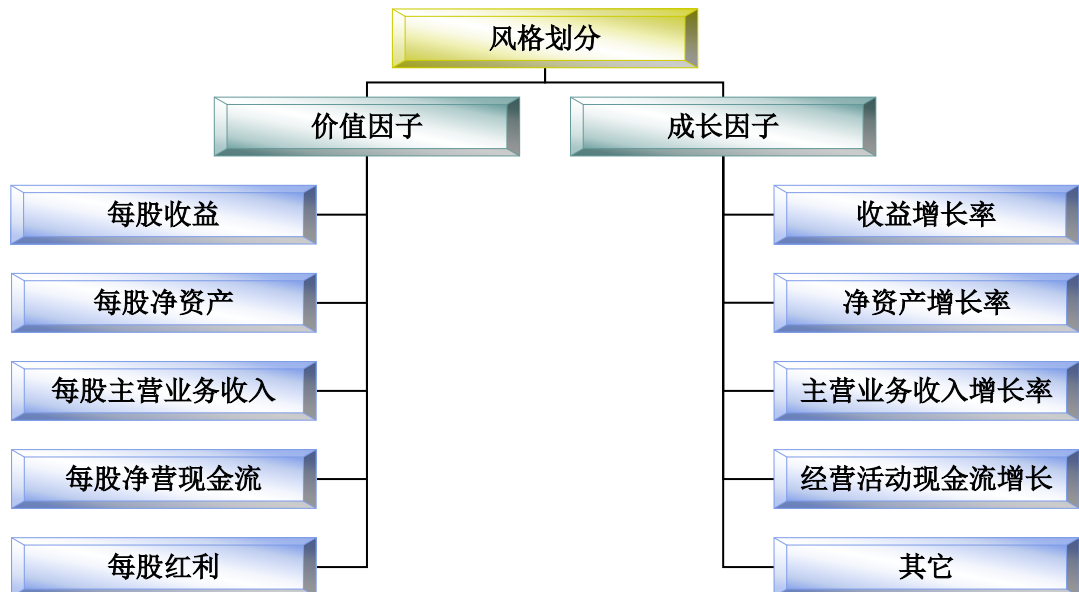 风格划分
价值因子
成长因子
每股收益
收益增长率
每股净资产
净资产增长率
每股主营业务收入
主营业务收入增长率
每股净营现金流
经营活动现金流增长
每股红利
其它